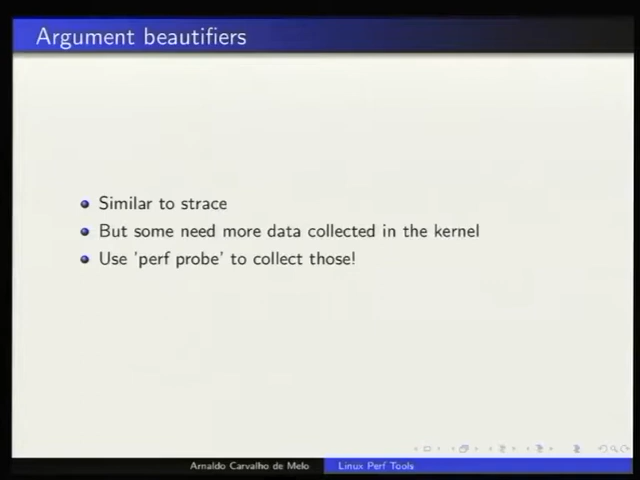 Argument beautifiers
Similar to strace
But some need more data collected in the kernel
Use 'perf probe' to collect those!
Arnaldo Carvalho de Melo
Linux Perf Tools